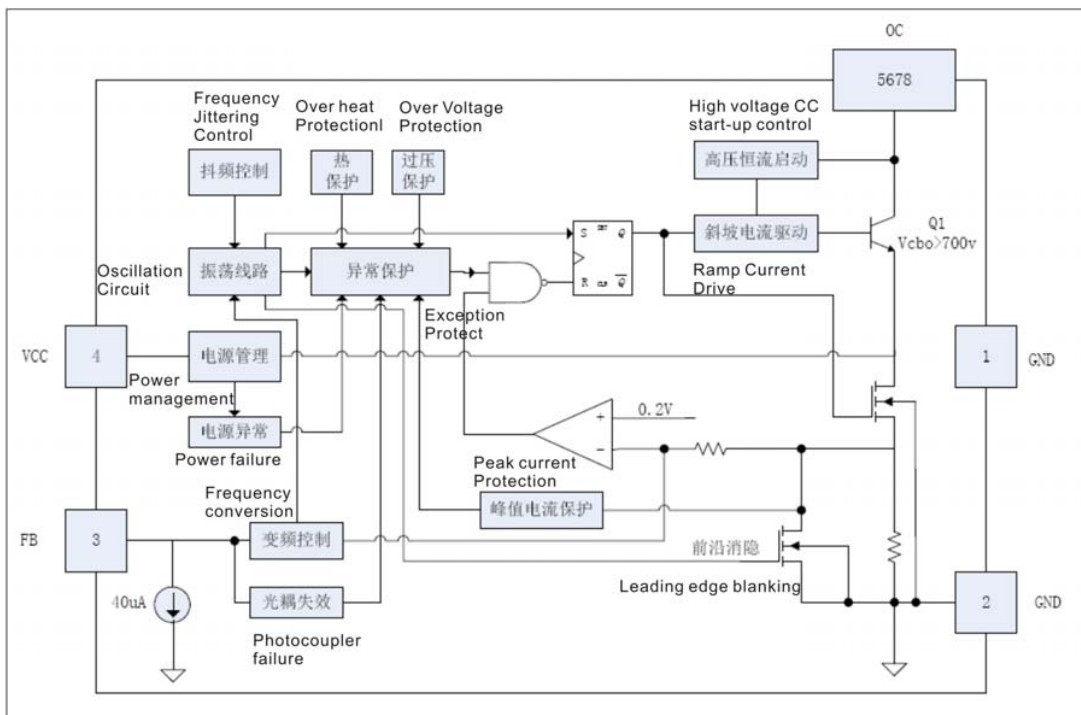 OC
5678
Frequency
Jittering
Control
Over heat
Protectionl
Over Voltage
Protection
High voltage CC
start-up control
抖频控制
热
保护
过压
保护
高压恒流启动
S
Q
斜坡电流驱动
Q1
Vcbo>700v
Oscillation
Circuit
振荡线路
异常保护
R
Q
Ramp Current
Drive
Exception
Protect
VCC
4
电源管理
1
GND
Power
management
电源异常
Power failure
+
0.2V
-
Peak current
Protection
Frequency
conversion
峰值电流保护
FB
3
变频控制
前沿消隐
Leading edge blanking
40uA
光耦失效
2
GND
Photocoupler
failure